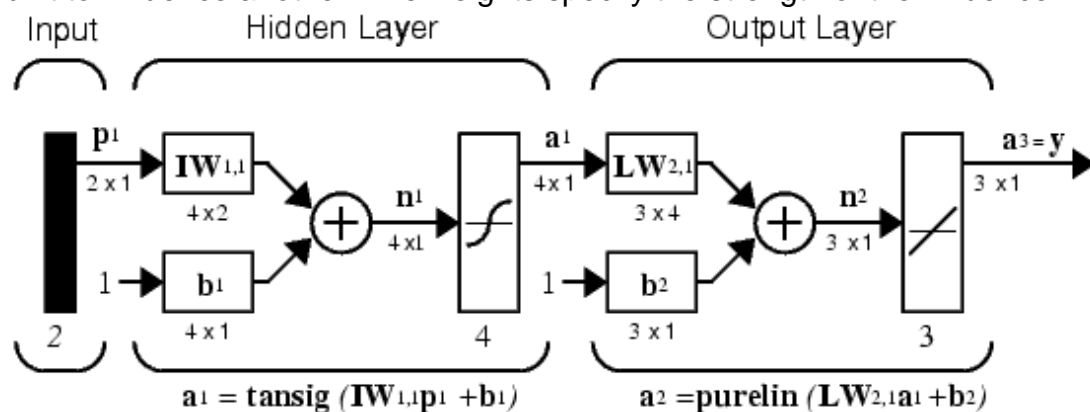 Input Hidden Layer Output Layer
p1 a1 a3 = y
IW1,1 LW2,1
2 x 1 4 x 1 3 x 1
4 x 2 n1 3 x 4 n2
4 x1 3 x 1
1 b1 1 b2
4 x 1 3 x 1
2 4 3
a1 = tansig (IW1,1p1 +b1) a2 =purelin (LW2,1a1 +b2)